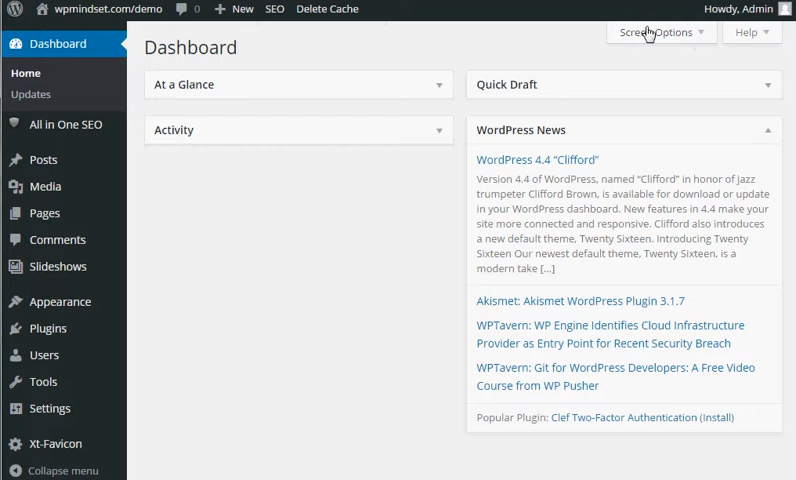 wpmindset.com/demo 0 New SEO Delete Cache Howdy, Admin
Dashboard
Home
Updates
All in One SEO
Posts
Media
Pages
Comments
Slideshows
Appearance
Plugins
Users
Tools
Settings
Xt-Favicon
Collapse menu
Screen Options Help
Dashboard
At a Glance
Activity
Quick Draft
WordPress News
WordPress 4.4 “Clifford”
Version 4.4 of WordPress, named “Clifford” in honor of jazz
trumpeter Clifford Brown, is available for download or update
in your WordPress dashboard. New features in 4.4 make your
site more connected and responsive. Clifford also introduces
a new default theme, Twenty Sixteen. Introducing Twenty
Sixteen Our newest default theme, Twenty Sixteen, is a
modern take […]
Akismet: Akismet WordPress Plugin 3.1.7
WPTavern: WP Engine Identifies Cloud Infrastructure
Provider as Entry Point for Recent Security Breach
WPTavern: Git for WordPress Developers: A Free Video
Course from WP Pusher
Popular Plugin: Clef Two-Factor Authentication (Install)